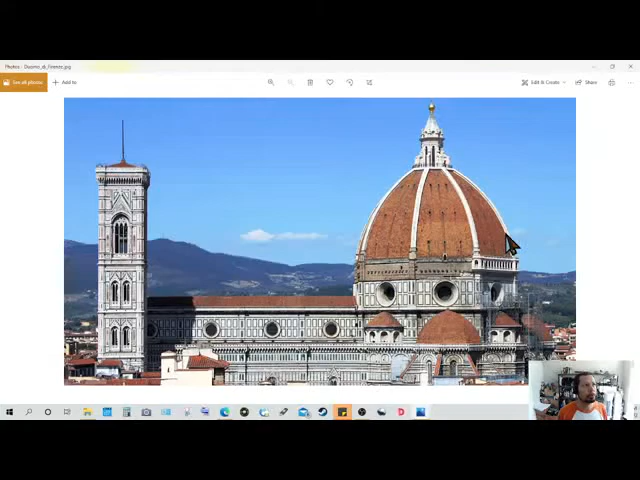 Photos - Duomo_di_Firenze.jpg
See all photos
Add to
Edit & Create
Share